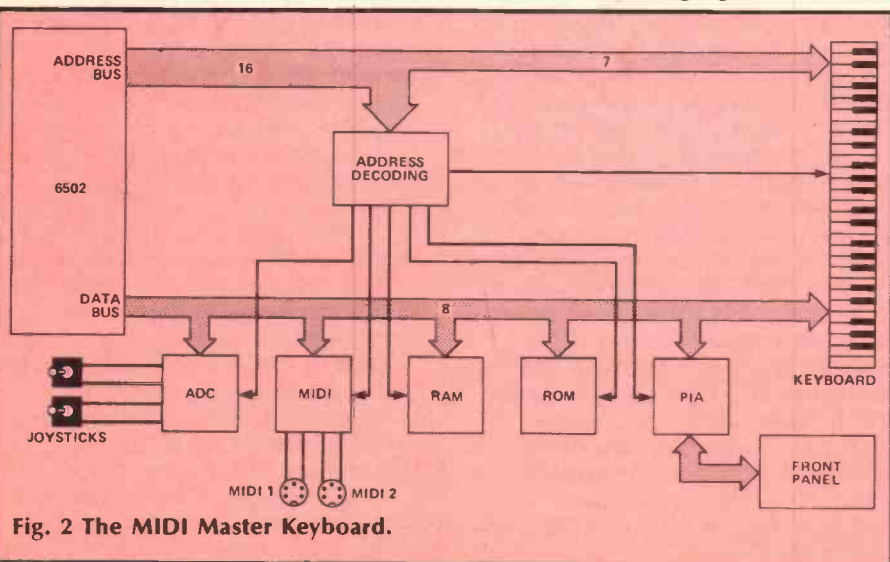 ADDRESS
BUS
16
7
ADDRESS
DECODING
6502
DATA
BUS
8
ADC
MIDI
RAM
ROM
PIA
KEYBOARD
JOYSTICKS
MIDI 1
MIDI 2
FRONT
PANEL
Fig. 2 The MIDI Master Keyboard.